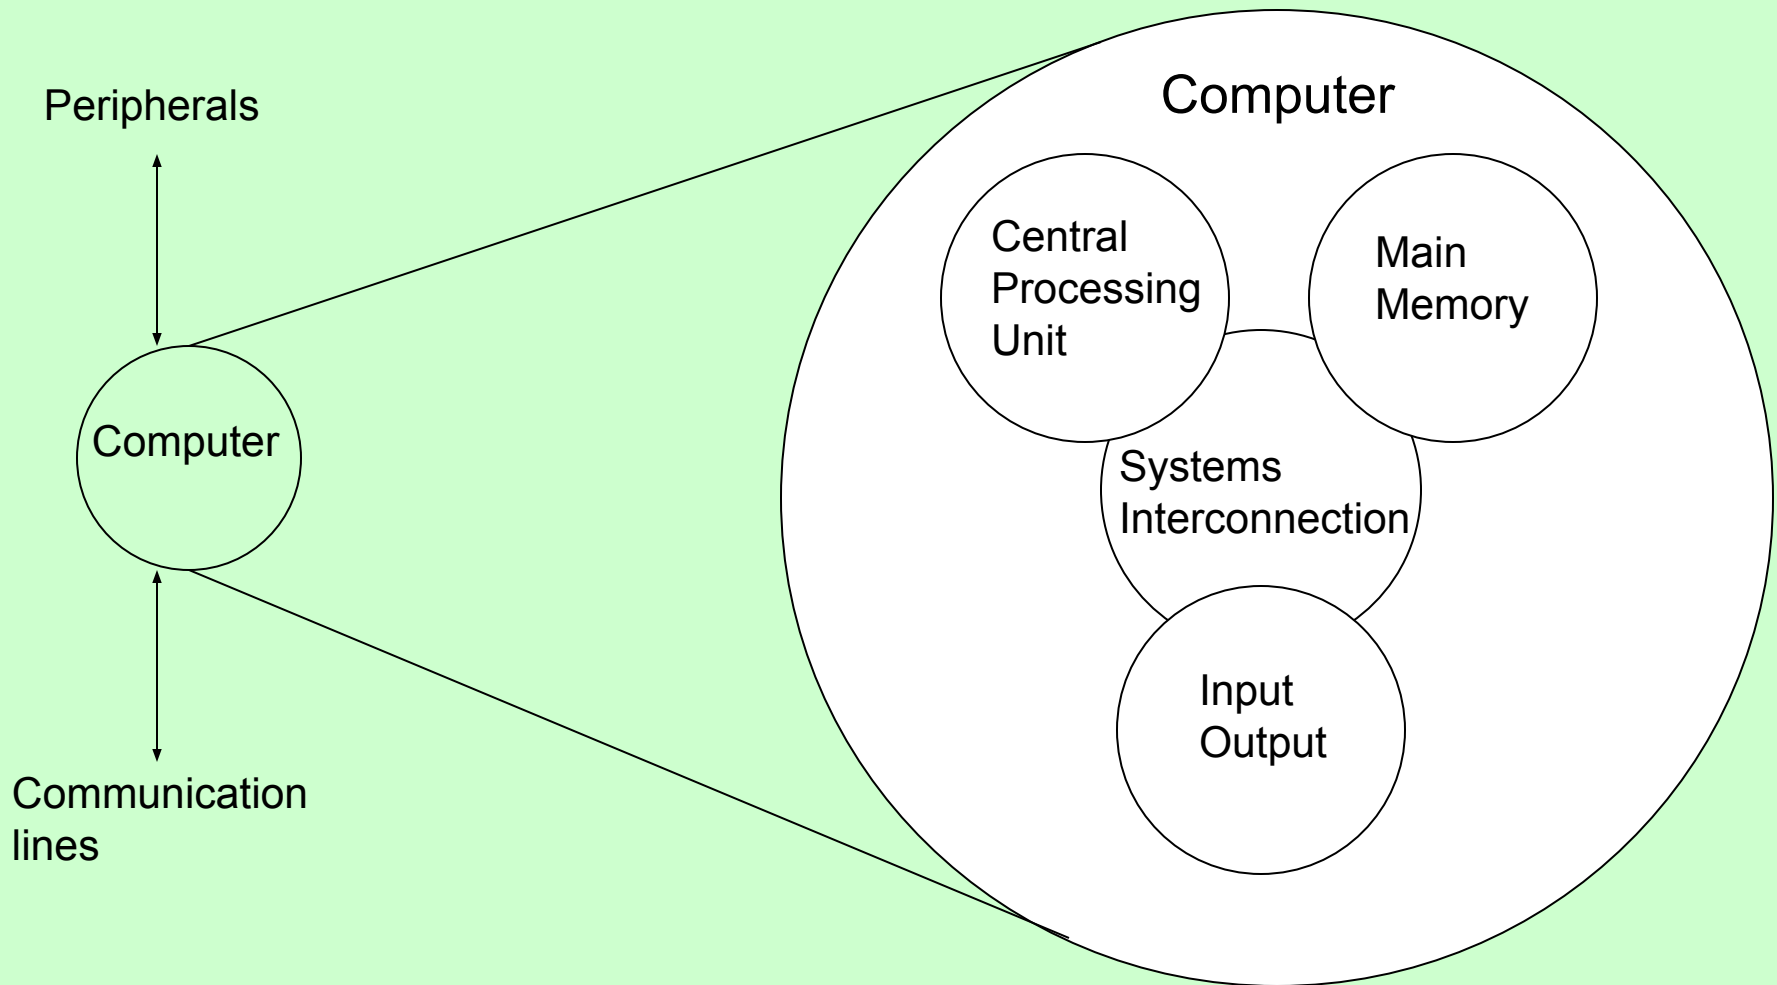 Peripherals
Computer
Communication
lines
Computer
Central
Processing
Unit
Main
Memory
Systems
Interconnection
Input
Output